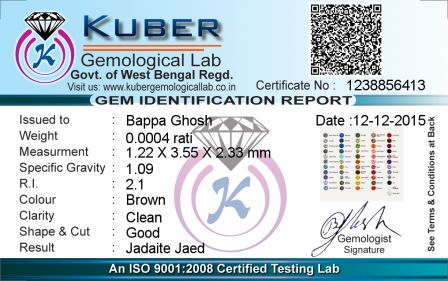 K
KUBER
Gemological Lab
Govt. of West Bengal Regd.
Visit us: www.kubergemologicallab.co.in
Certificate No : 1238856413
GEM IDENTIFICATION REPORT
Issued to : Bappa Ghosh
Date :12-12-2015
Weight : 0.0004 rati
Measurment : 1.22 X 3.55 X 2.33 mm
Specific Gravity : 1.09
R.I. : 2.1
Colour : Brown
Clarity : Clean
Shape & Cut : Good
Result : Jadaite Jaed
K
Gemologist
Signature
See Terms & Conditions at Back
An ISO 9001:2008 Certified Testing Lab